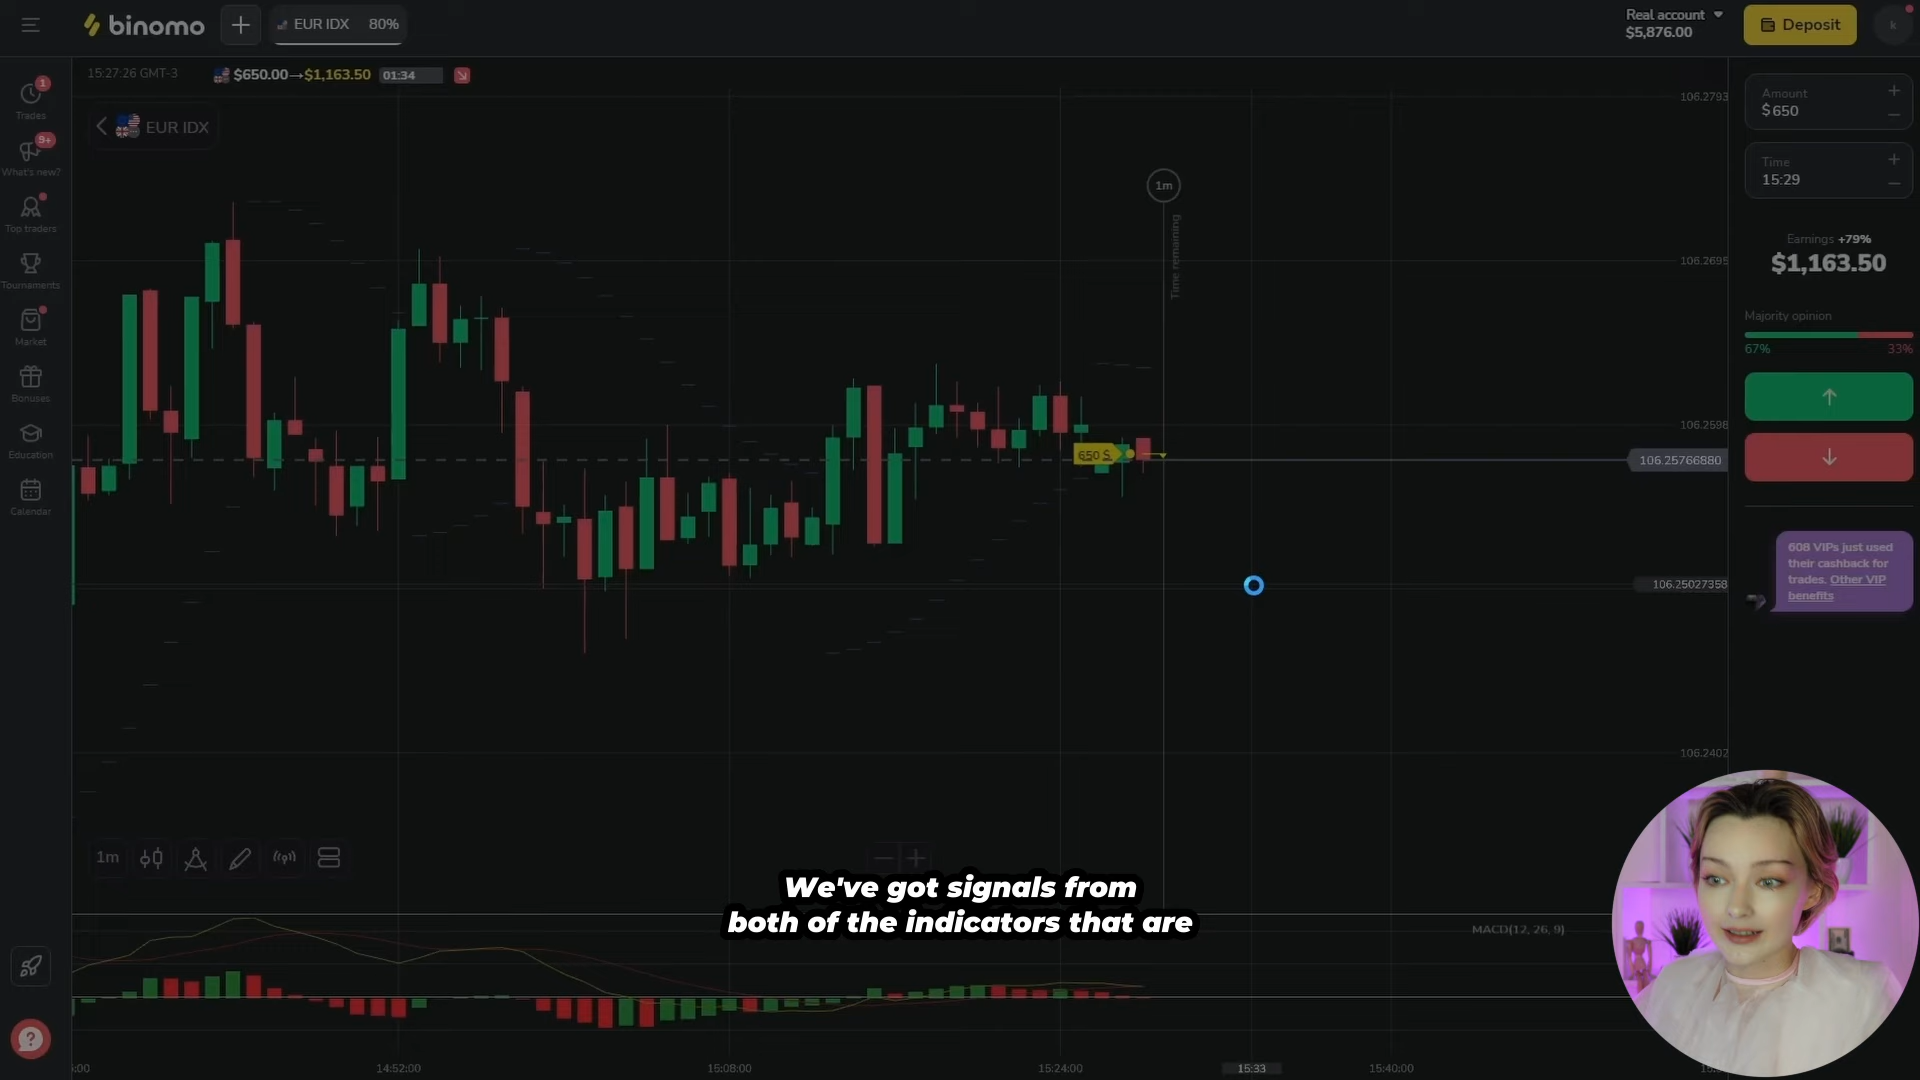 binomo
EUR IDX 80%
Real account
$5,876.00
Deposit
k
15:27:26 GMT-3
$650.00→$1,163.50 01:34
EUR IDX
1
Trades
9+
What's new?
Top traders
Tournaments
Market
Bonuses
Education
Calendar
1m
Time remaining
650 $
106.2793
106.2695
106.2598
106.25766880
106.25027358
106.2402
Amount
$650
Time
15:29
Earnings +79%
$1,163.50
Majority opinion
67% 33%
608 VIPs just used
their cashback for
trades. Other VIP
benefits
1m
We've got signals from
both of the indicators that are
MACD(12, 26, 9)
:00 14:52:00 15:08:00 15:24:00 15:33 15:40:00